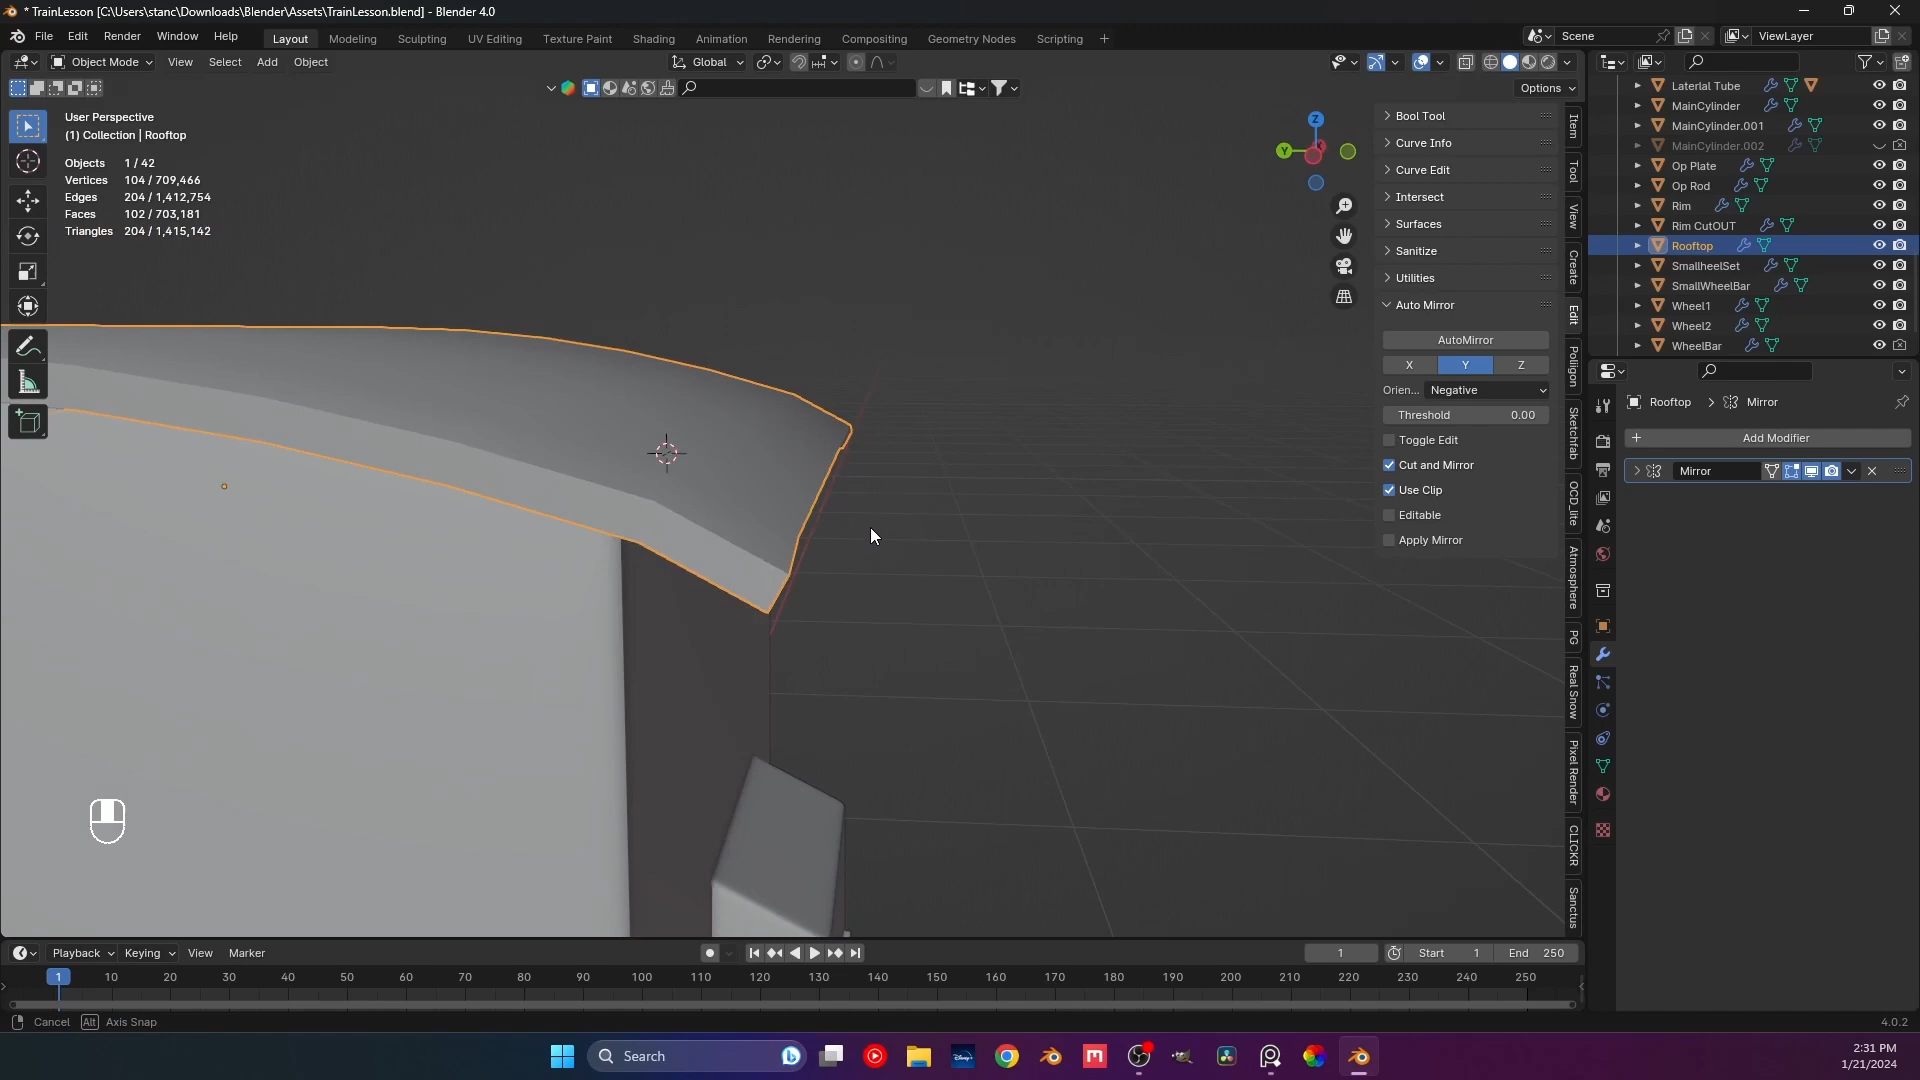 * TrainLesson [C:\Users\stanc\Downloads\Blender\Assets\TrainLesson.blend] - Blender 4.0
File Edit Render Window Help Layout Modeling Sculpting UV Editing Texture Paint Shading Animation Rendering Compositing Geometry Nodes Scripting + Scene ViewLayer
Object Mode View Select Add Object Global
Options
User Perspective
(1) Collection | Rooftop
Objects 1 / 42
Vertices 104 / 709,466
Edges 204 / 1,412,754
Faces 102 / 703,181
Triangles 204 / 1,415,142
Z
Y
Bool Tool
Curve Info
Curve Edit
Intersect
Surfaces
Sanitize
Utilities
Auto Mirror
AutoMirror
X Y Z
Orien... Negative
Threshold 0.00
Toggle Edit
Cut and Mirror
Use Clip
Editable
Apply Mirror
Item
Tool
View
Create
Edit
Poliigon
Sketchfab
OCD_lite
Atmosphere
PG
Real Snow
Pixel Render
CLICKR
Sanctus
Laterlal Tube
MainCylinder
MainCylinder.001
MainCylinder.002
Op Plate
Op Rod
Rim
Rim CutOUT
Rooftop
SmallheelSet
SmallWheelBar
Wheel1
Wheel2
WheelBar
Rooftop > Mirror
+ Add Modifier
Mirror
Playback Keying View Marker 1 Start 1 End 250
1 10 20 30 40 50 60 70 80 90 100 110 120 130 140 150 160 170 180 190 200 210 220 230 240 250
Cancel Alt Axis Snap 4.0.2
Search
2:31 PM
1/21/2024